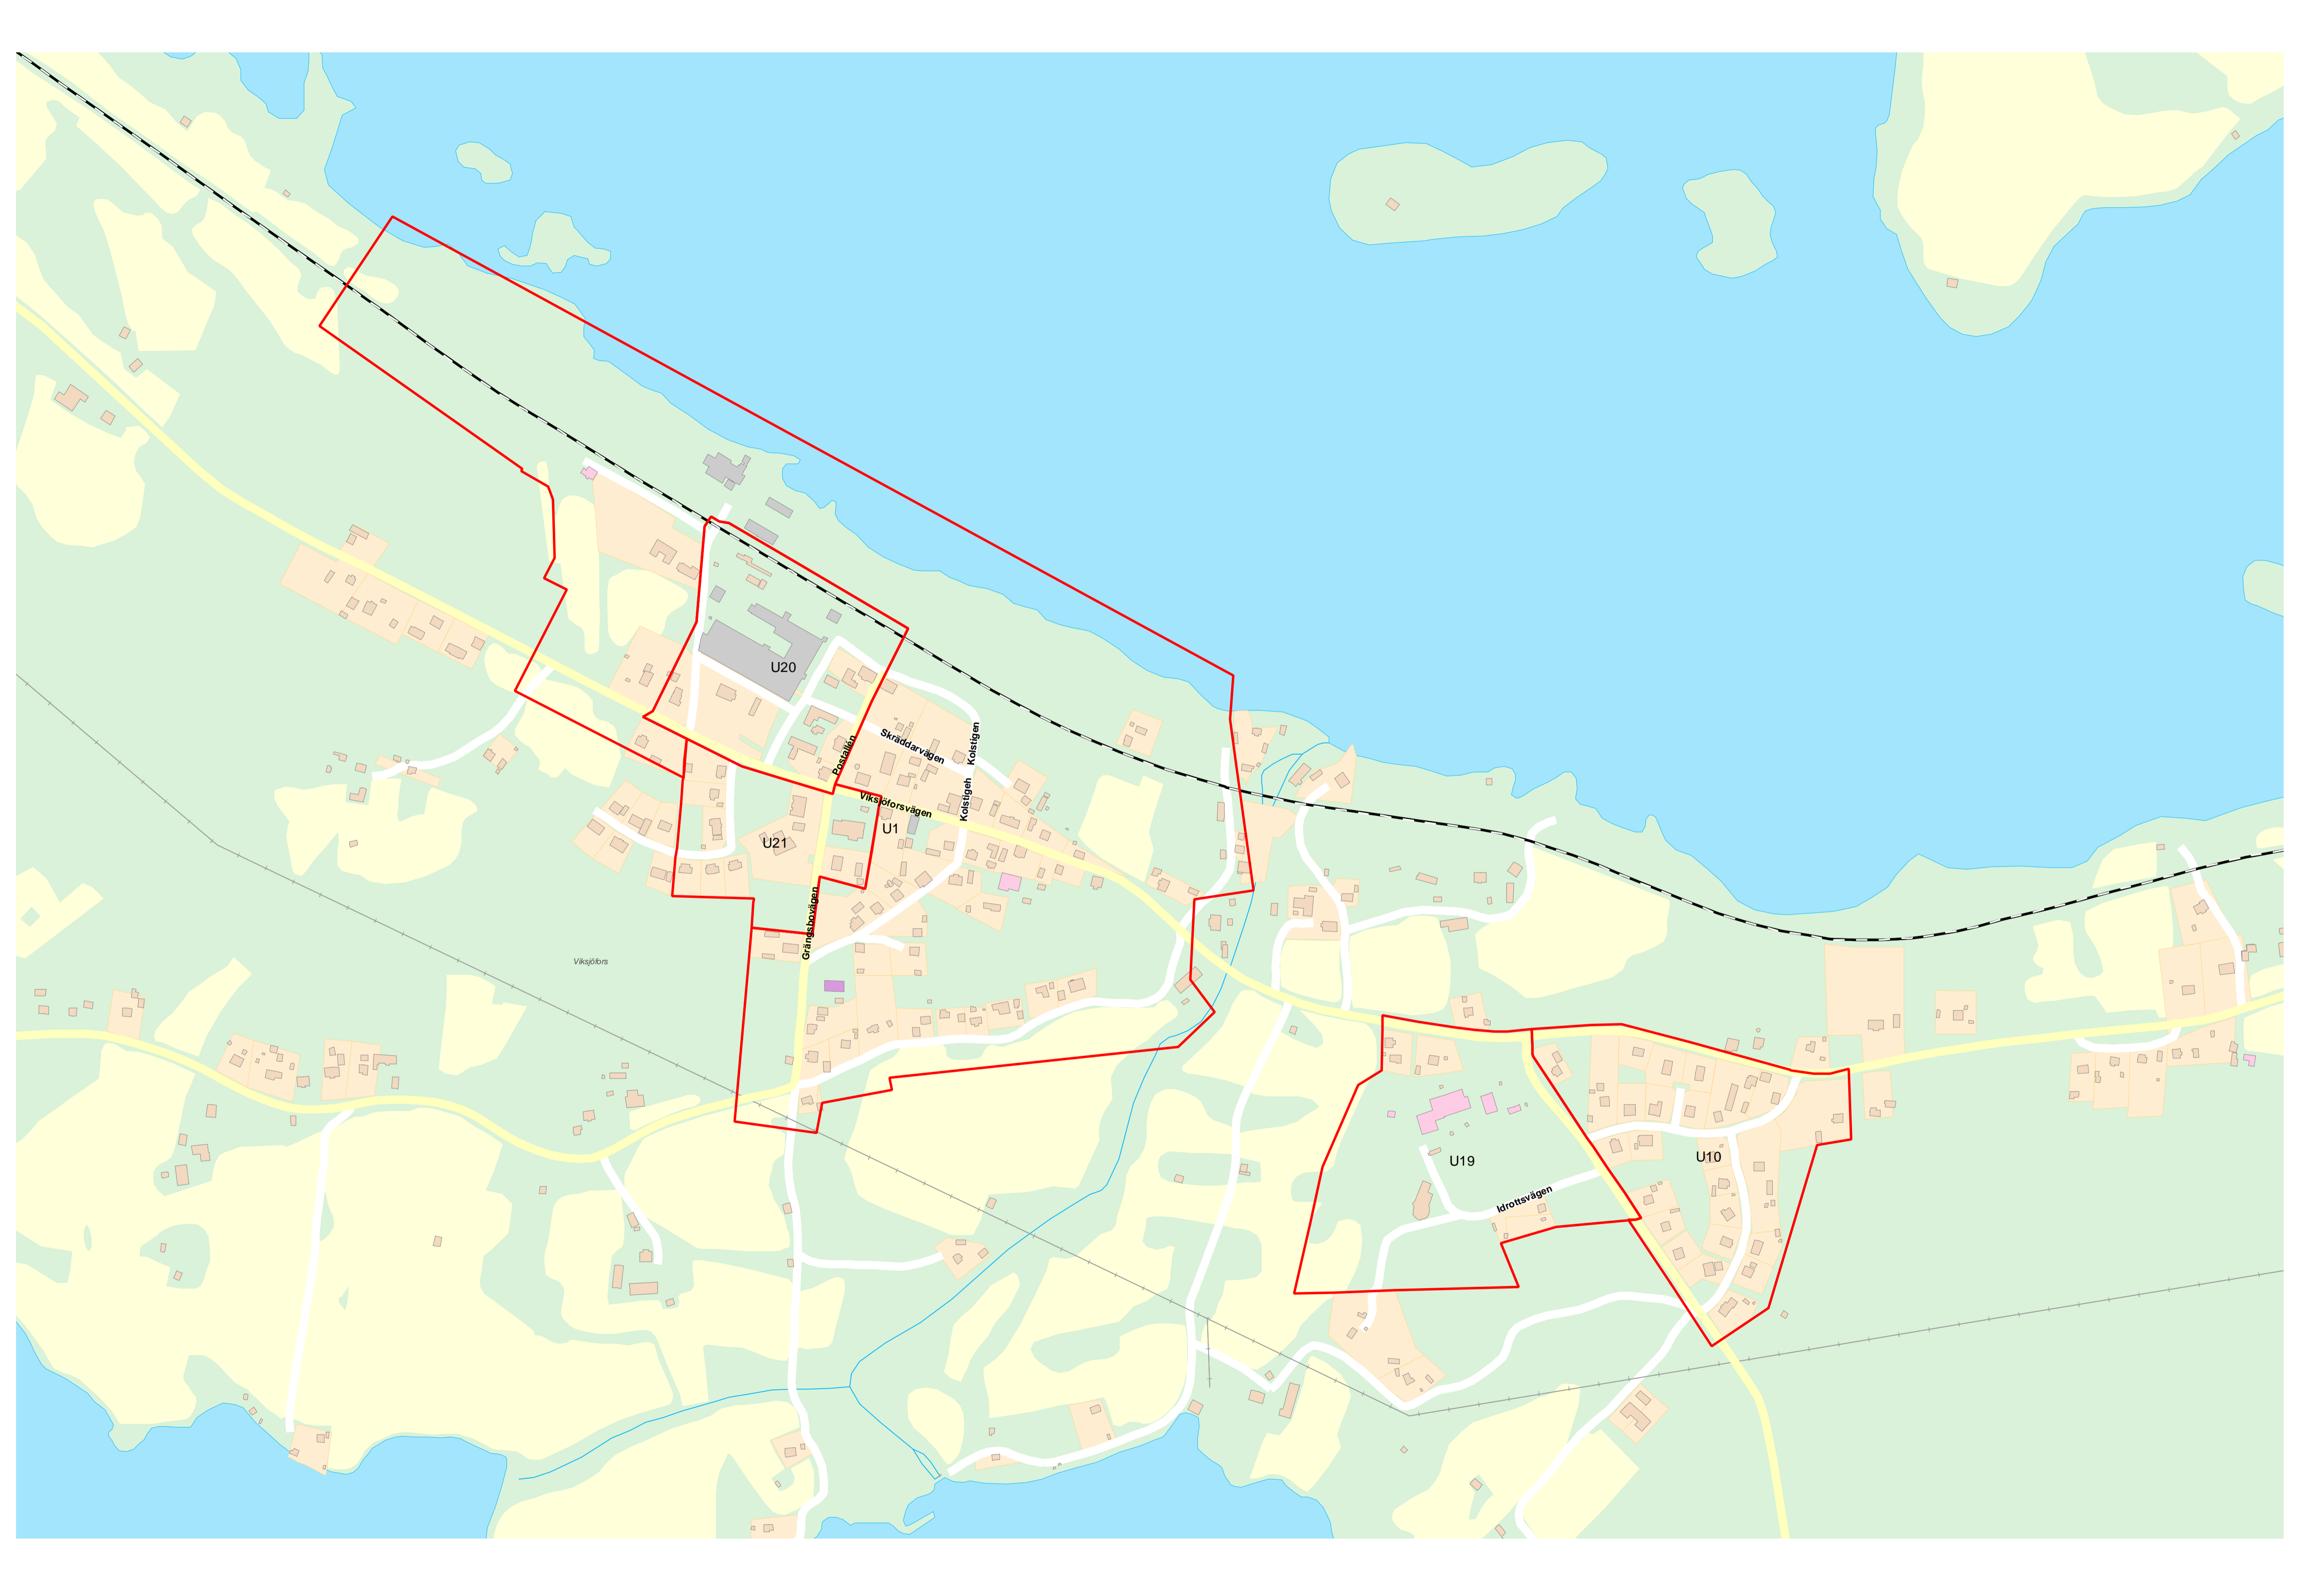 U20
Kolstigen
Skräddarvägen
Postallén
Kolstigen
Viksjöforsvägen
U1
U21
Grängsbovägen
Viksjöfors
U10
U19
Idrottsvägen